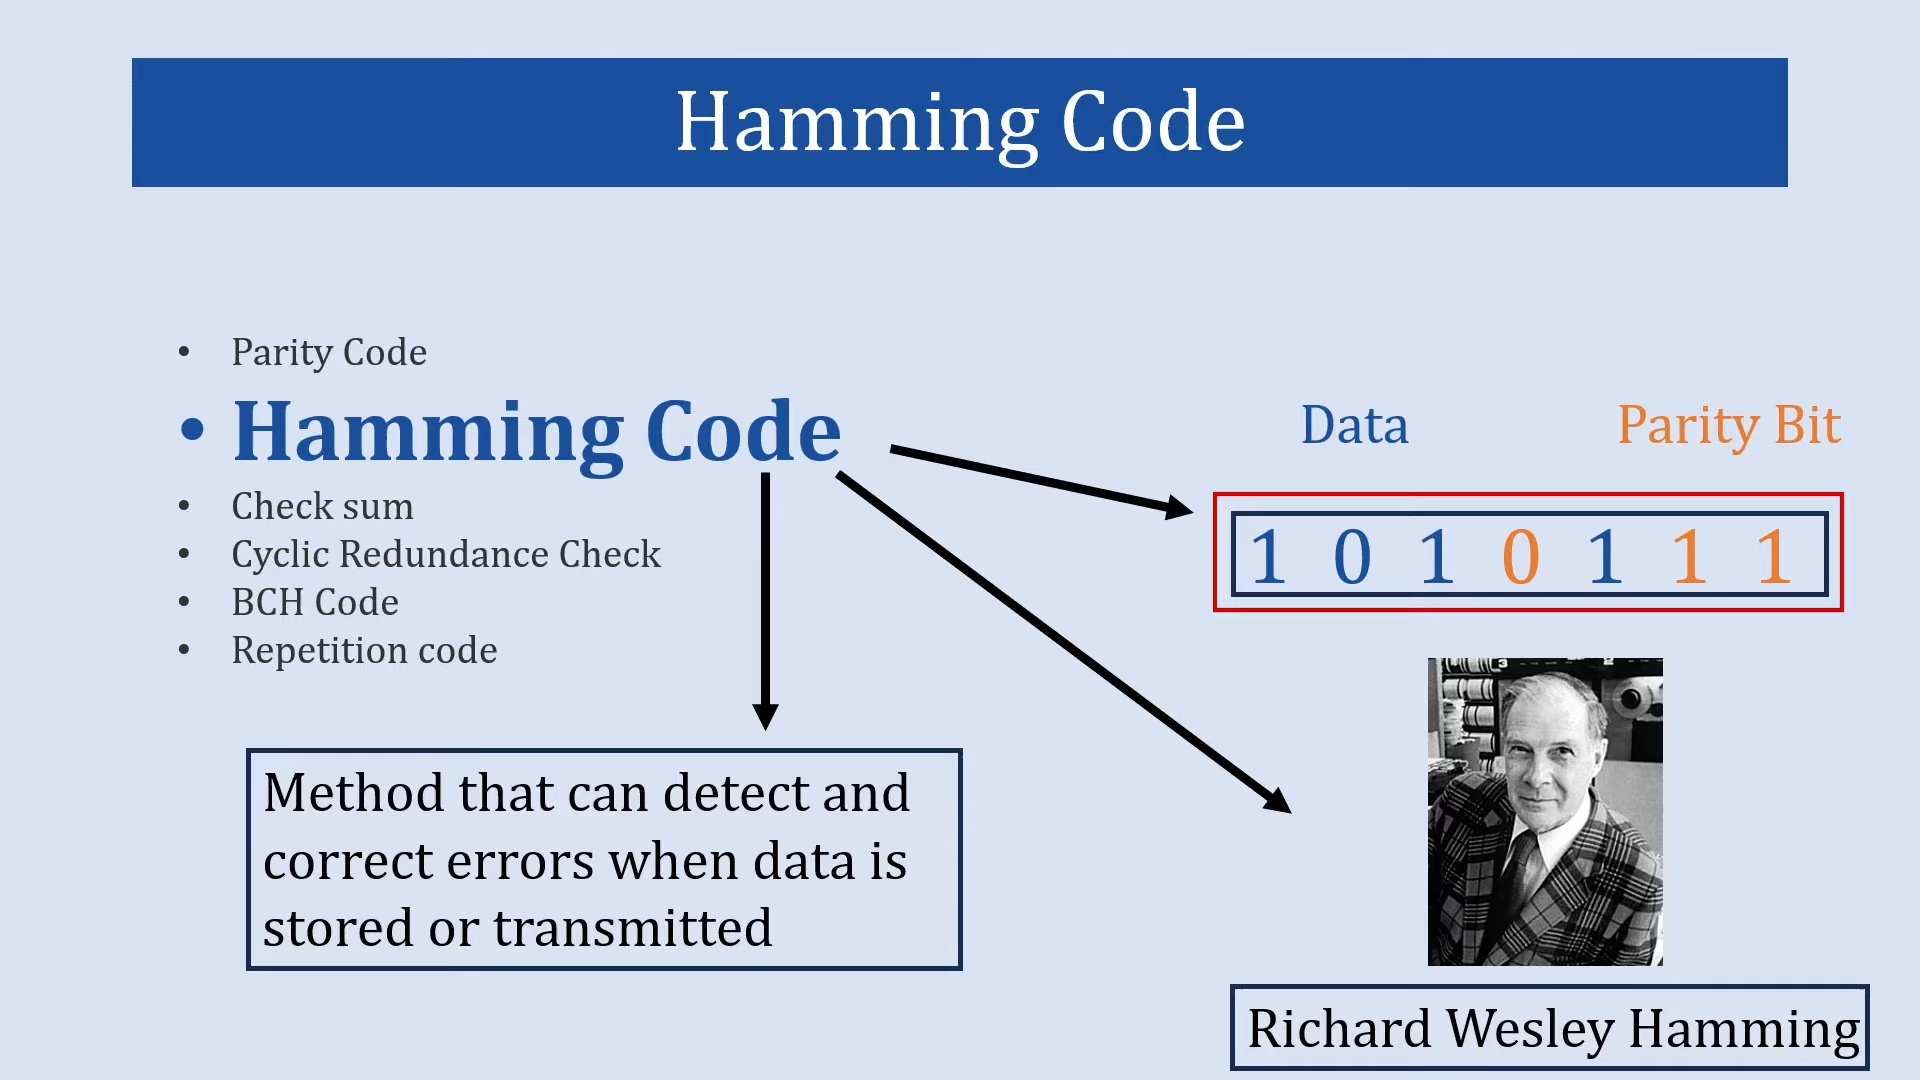 Hamming Code
• Parity Code
• Hamming Code
• Check sum
• Cyclic Redundance Check
• BCH Code
• Repetition code
Data Parity Bit
1 0 1 0 1 1 1
Method that can detect and
correct errors when data is
stored or transmitted
Richard Wesley Hamming